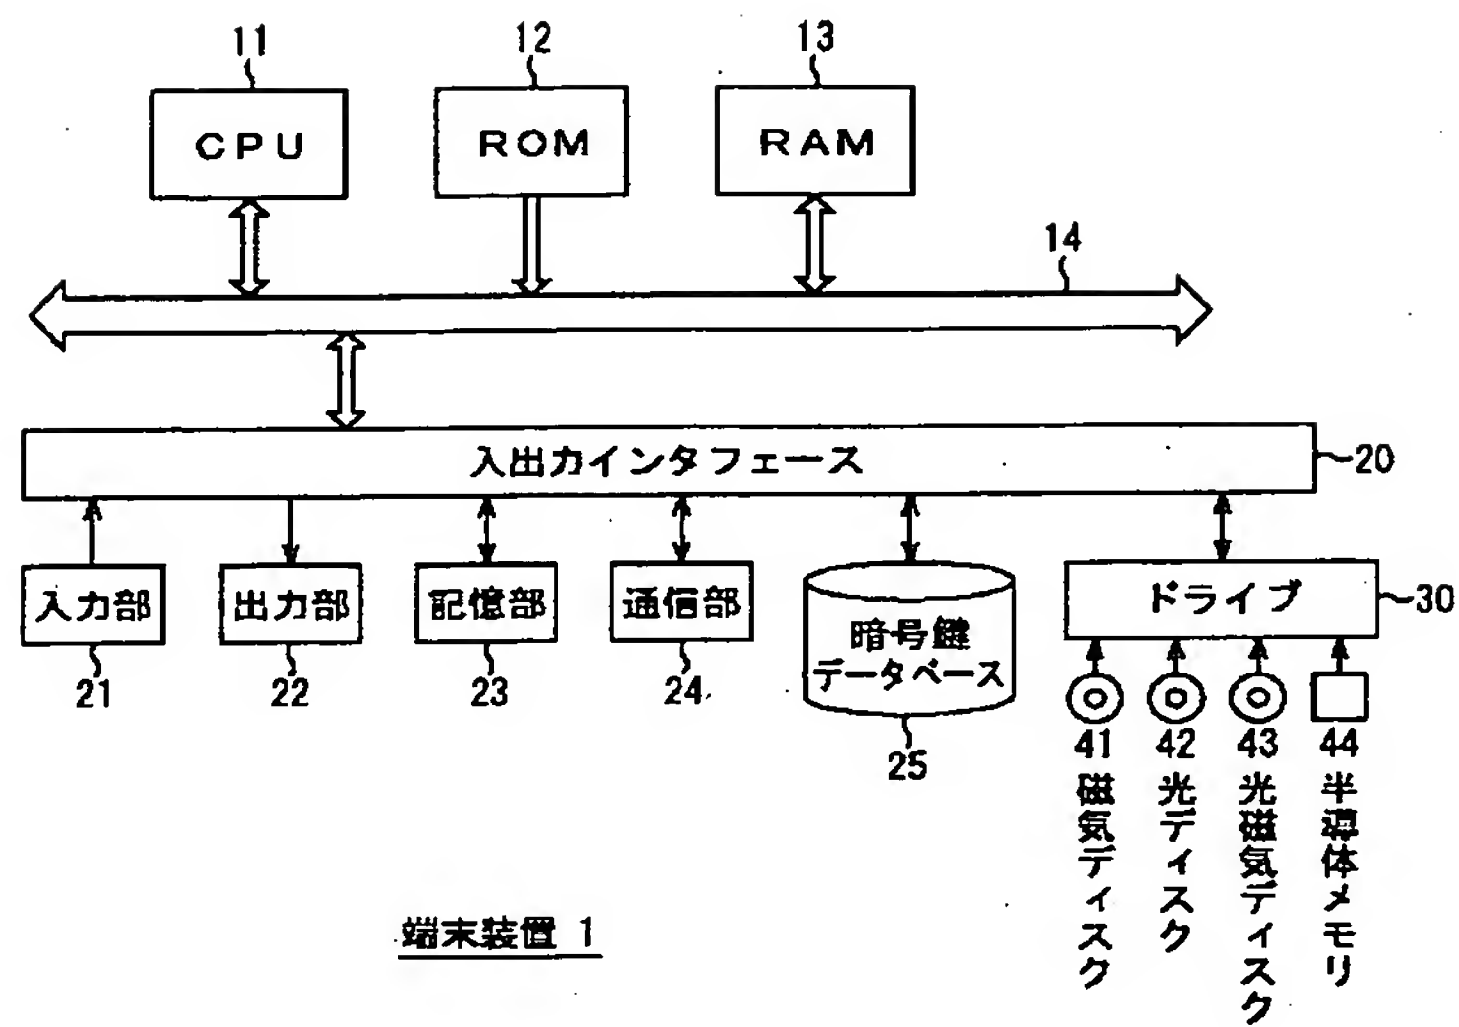 11
12
13
CPU
ROM
RAM
14
入出力インタフェース
20
入力部
出力部
記憶部
通信部
暗号鍵
データベース
ドライブ
30
21
22
23
24
25
41
42
43
44
磁気ディスク
光ディスク
光磁気ディスク
半導体メモリ
端末装置 1